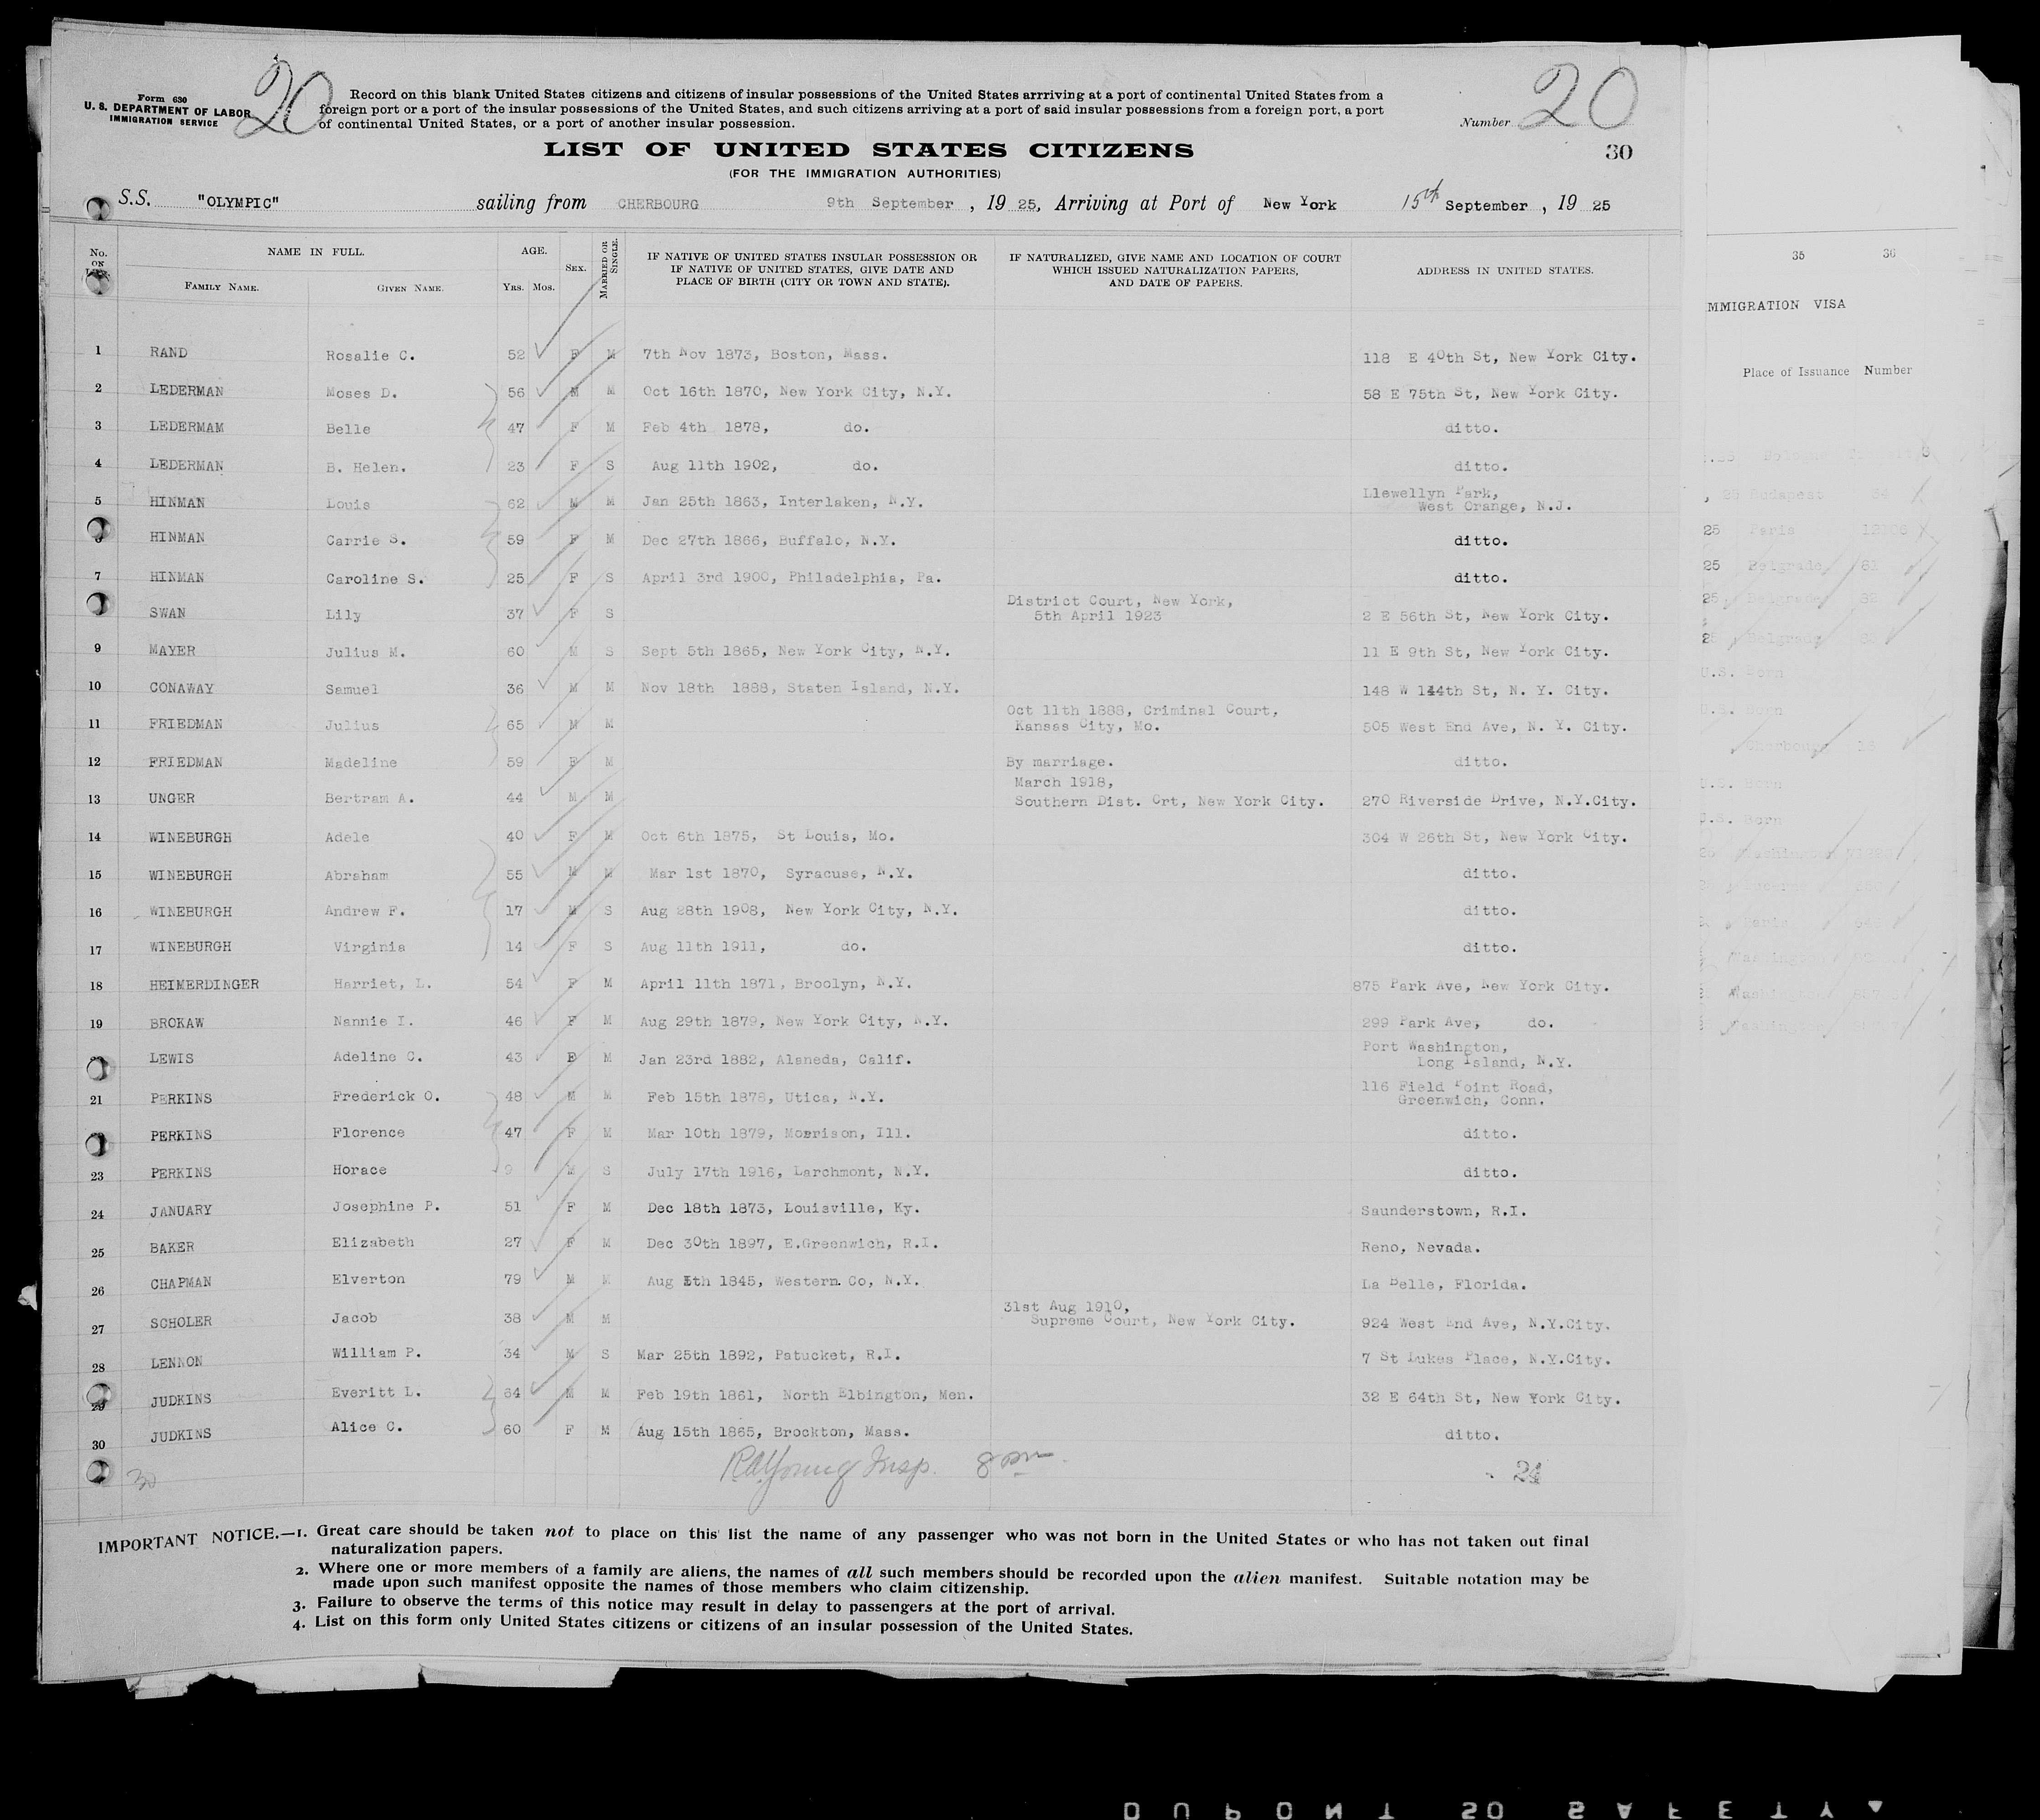 20
Form 630
U. S. DEPARTMENT OF LABOR
IMMIGRATION SERVICE
Record on this blank United States citizens and citizens of insular possessions of the United States arrriving at a port of continental United States from a
foreign port or a port of the insular possessions of the United States, and such citizens arriving at a port of said insular possessions from a foreign port, a port
of continental United States, or a port of another insular possession.
Number 20
30
LIST OF UNITED STATES CITIZENS
(FOR THE IMMIGRATION AUTHORITIES)
S.S. "OLYMPIC" sailing from CHERBOURG 9th September, 19 25, Arriving at Port of New York 15th September, 19 25
No. ON NAME IN FULL. AGE. SEX. MARRIED OR SINGLE. IF NATIVE OF UNITED STATES INSULAR POSSESSION OR IF NATIVE OF UNITED STATES, GIVE DATE AND PLACE OF BIRTH (CITY OR TOWN AND STATE). IF NATURALIZED, GIVE NAME AND LOCATION OF COURT WHICH ISSUED NATURALIZATION PAPERS, AND DATE OF PAPERS. ADDRESS IN UNITED STATES.
FAMILY NAME. GIVEN NAME. Yrs. Mos.
1 RAND Rosalie C. 52 F M 7th Nov 1873, Boston, Mass. 118 E 40th St, New York City.
2 LEDERMAN Moses D. 56 M M Oct 16th 1870, New York City, N.Y. 58 E 75th St, New York City.
3 LEDERMAM Belle 47 F M Feb 4th 1878, do. ditto.
4 LEDERMAN B. Helen. 23 F S Aug 11th 1902, do. ditto.
5 HINMAN Louis 62 M M Jan 25th 1863, Interlaken, N.Y. Llewellyn Park, West Orange, N.J.
6 HINMAN Carrie S. 59 F M Dec 27th 1866, Buffalo, N.Y. ditto.
7 HINMAN Caroline S. 25 F S April 3rd 1900, Philadelphia, Pa. ditto.
SWAN Lily 37 F S District Court, New York, 5th April 1923 2 E 56th St, New York City.
9 MAYER Julius M. 60 M S Sept 5th 1865, New York City, N.Y. 11 E 9th St, New York City.
10 CONAWAY Samuel 36 M M Nov 18th 1888, Staten Island, N.Y. 148 W 144th St, N. Y. City.
11 FRIEDMAN Julius 65 M M Oct 11th 1888, Criminal Court, Kansas City, Mo. 505 West End Ave, N. Y. City.
12 FRIEDMAN Madeline 59 F M By marriage. ditto.
13 UNGER Bertram A. 44 M M March 1918, Southern Dist. Crt, New York City. 270 Riverside Drive, N.Y.City.
14 WINEBURGH Adele 40 F M Oct 6th 1875, St Louis, Mo. 304 W 26th St, New York City.
15 WINEBURGH Abraham 55 M M Mar 1st 1870, Syracuse, N.Y. ditto.
16 WINEBURGH Andrew F. 17 M S Aug 28th 1908, New York City, N.Y. ditto.
17 WINEBURGH Virginia 14 F S Aug 11th 1911, do. ditto.
18 HEIMERDINGER Harriet, L. 54 F M April 11th 1871, Broolyn, N.Y. 875 Park Ave, New York City.
19 BROKAW Nannie I. 46 F M Aug 29th 1879, New York City, N.Y. 299 Park Ave, do.
LEWIS Adeline C. 43 F M Jan 23rd 1882, Alaneda, Calif. Port Washington, Long Island, N.Y.
21 PERKINS Frederick O. 48 M M Feb 15th 1878, Utica, N.Y. 116 Field Point Road, Greenwich, Conn.
PERKINS Florence 47 F M Mar 10th 1879, Morrison, Ill. ditto.
23 PERKINS Horace 9 M S July 17th 1916, Larchmont, N.Y. ditto.
24 JANUARY Josephine P. 51 F M Dec 18th 1873, Louisville, Ky. Saunderstown, R.I.
25 BAKER Elizabeth 27 F M Dec 30th 1897, E.Greenwich, R.I. Reno, Nevada.
26 CHAPMAN Elverton 79 M M Aug 5th 1845, Western. Co, N.Y. La Belle, Florida.
27 SCHOLER Jacob 38 M M 31st Aug 1910, Supreme Court, New York City. 924 West End Ave, N.Y.City.
28 LENNON William P. 34 M S Mar 25th 1892, Patucket, R.I. 7 St Lukes Place, N.Y.City.
29 JUDKINS Everitt L. 64 M M Feb 19th 1861, North Elbington, Men. 32 E 64th St, New York City.
30 JUDKINS Alice C. 60 F M Aug 15th 1865, Brockton, Mass. ditto.
30 R.A. Young Insp. 8 pm 24
IMPORTANT NOTICE.—1. Great care should be taken not to place on this list the name of any passenger who was not born in the United States or who has not taken out final
naturalization papers.
2. Where one or more members of a family are aliens, the names of all such members should be recorded upon the alien manifest. Suitable notation may be
made upon such manifest opposite the names of those members who claim citizenship.
3. Failure to observe the terms of this notice may result in delay to passengers at the port of arrival.
4. List on this form only United States citizens or citizens of an insular possession of the United States.
35 36
MMIGRATION VISA
Place of Issuance Number
Budapest
25 Paris
25 Belgrade
25, Belgrade
Belgrade
U.S. Born
U.S. Born
Cherbourg
U.S. Born
U.S. Born
Paris
Washington
DUPONT 50 SAFETY